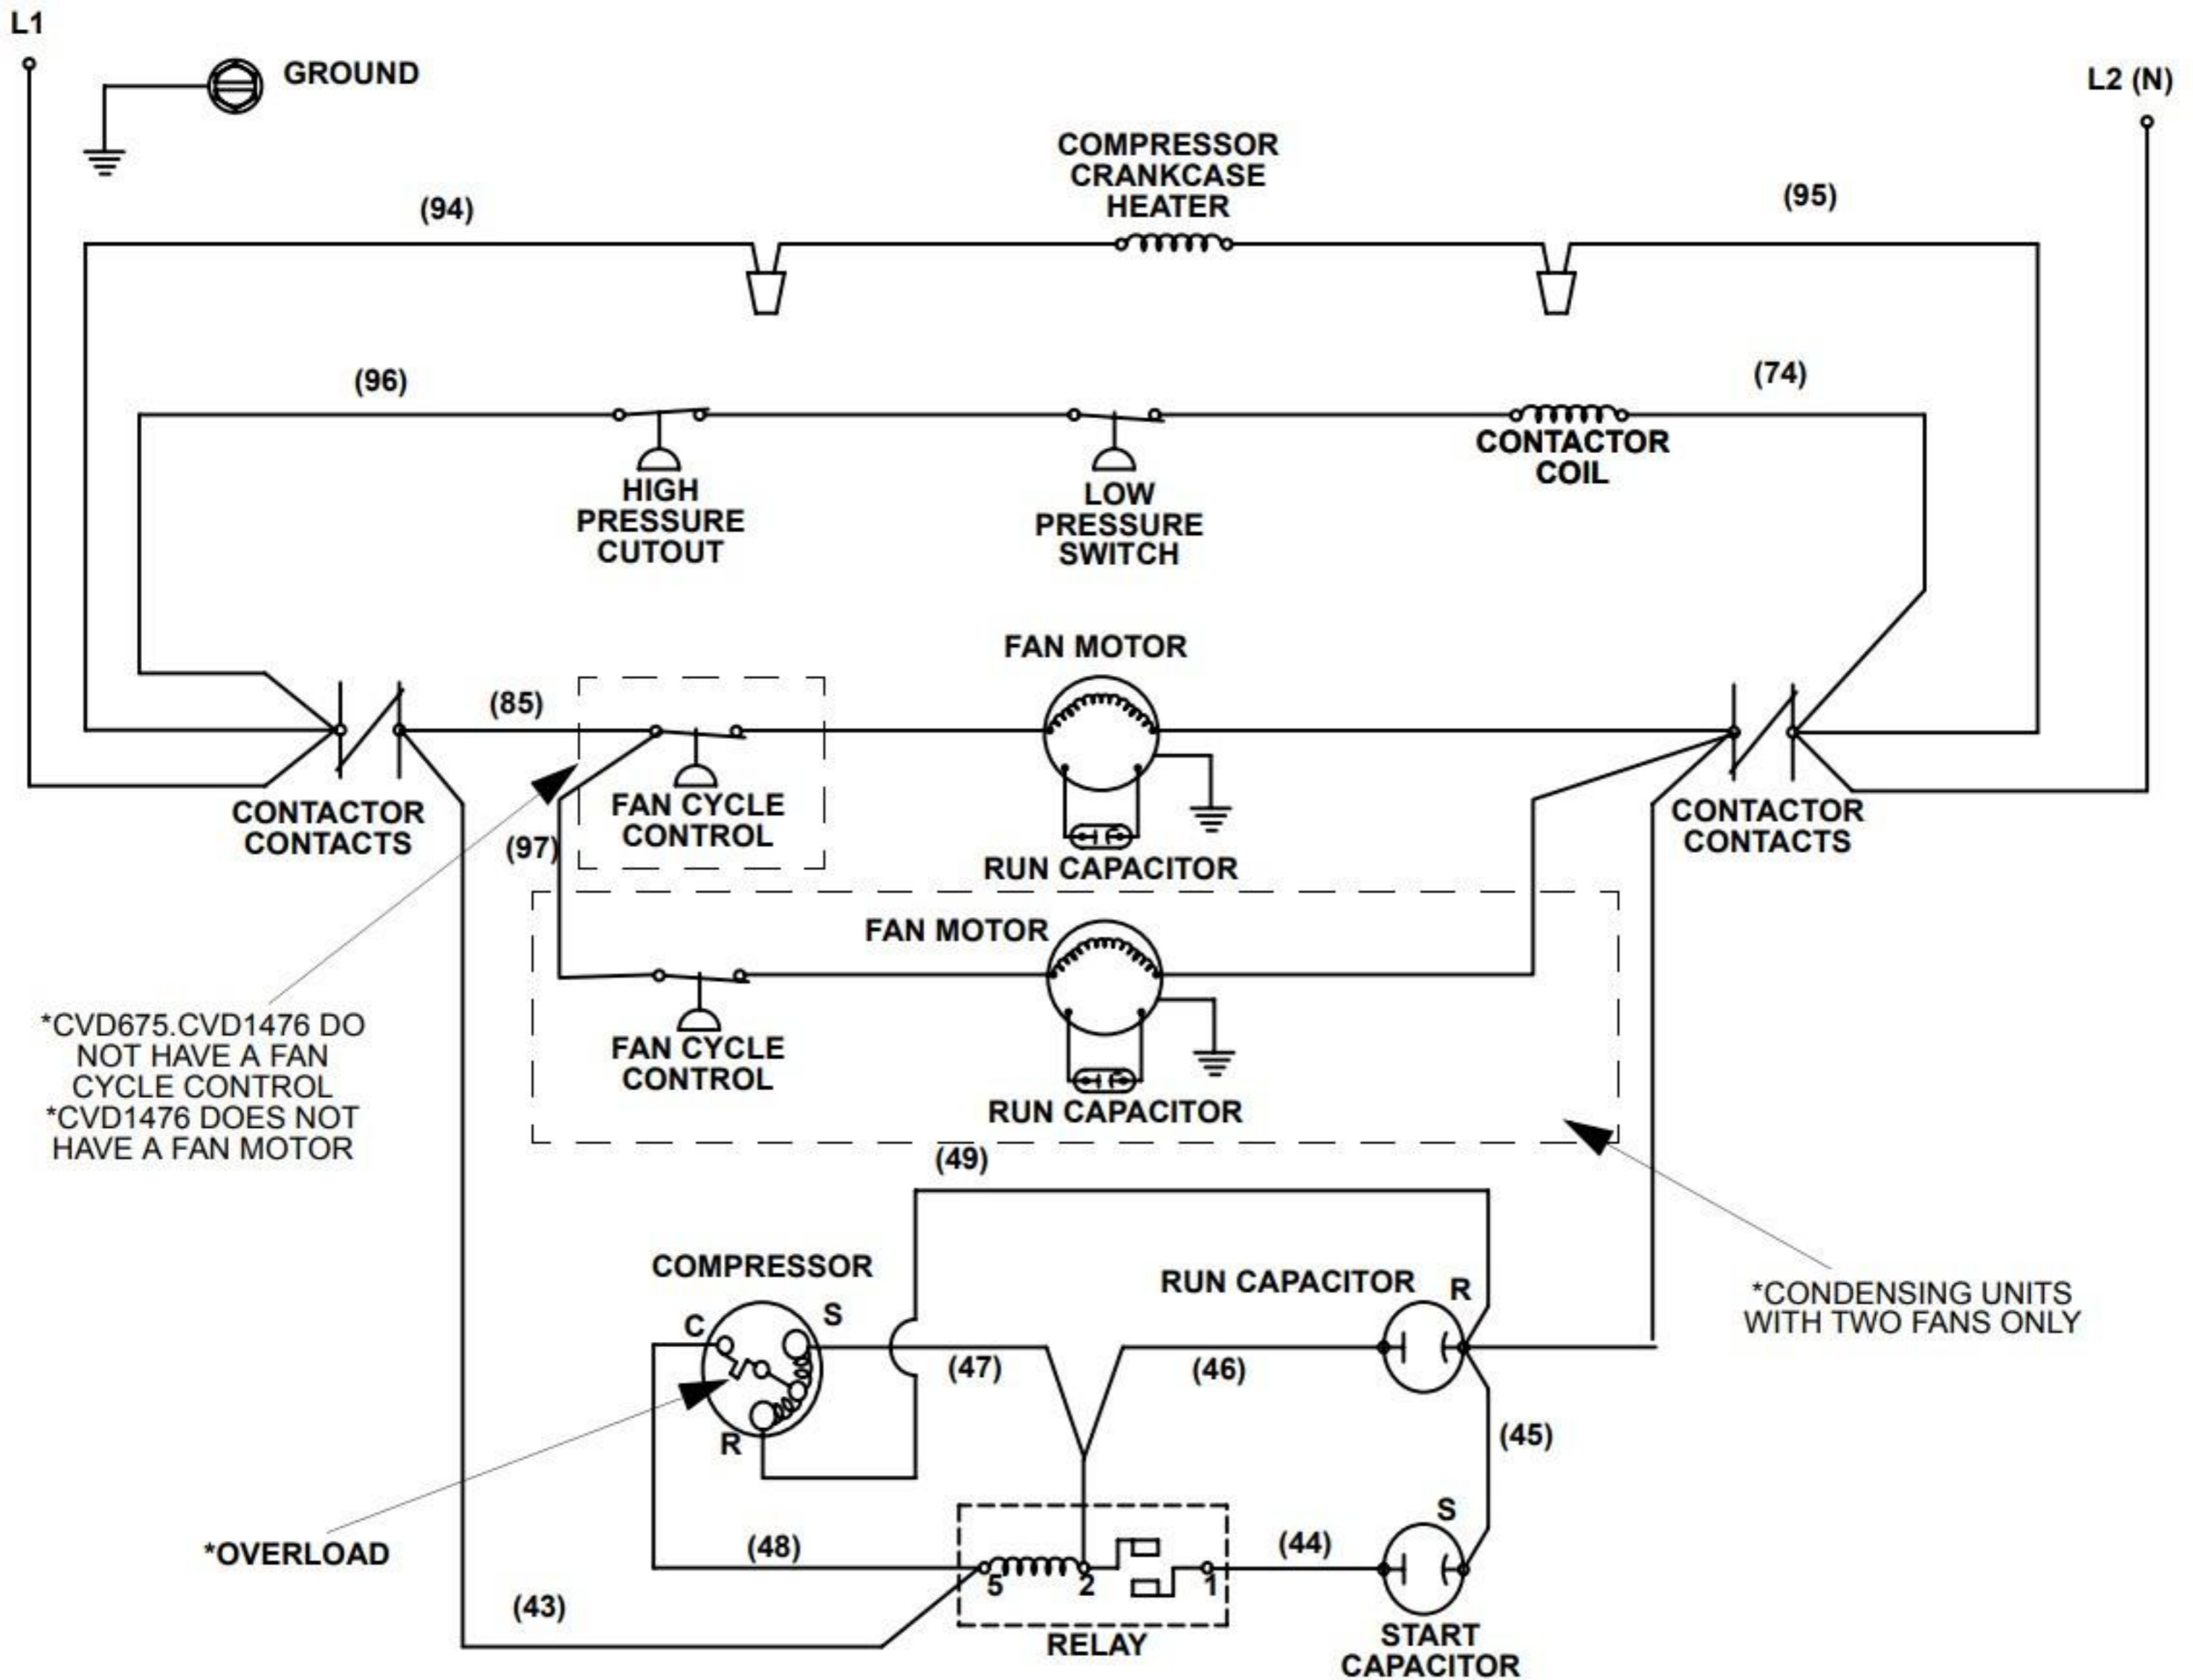 L1
GROUND
L2 (N)
COMPRESSOR
CRANKCASE
HEATER
(94)
(95)
(96)
(74)
CONTACTOR
COIL
HIGH
PRESSURE
CUTOUT
LOW
PRESSURE
SWITCH
FAN MOTOR
(85)
CONTACTOR
CONTACTS
FAN CYCLE
CONTROL
(97)
RUN CAPACITOR
CONTACTOR
CONTACTS
FAN MOTOR
FAN CYCLE
CONTROL
RUN CAPACITOR
*CVD675.CVD1476 DO
NOT HAVE A FAN
CYCLE CONTROL
*CVD1476 DOES NOT
HAVE A FAN MOTOR
(49)
COMPRESSOR
C
S
R
RUN CAPACITOR
R
*CONDENSING UNITS
WITH TWO FANS ONLY
(47)
(46)
(45)
*OVERLOAD
(48)
(43)
5
2
1
RELAY
(44)
S
START
CAPACITOR